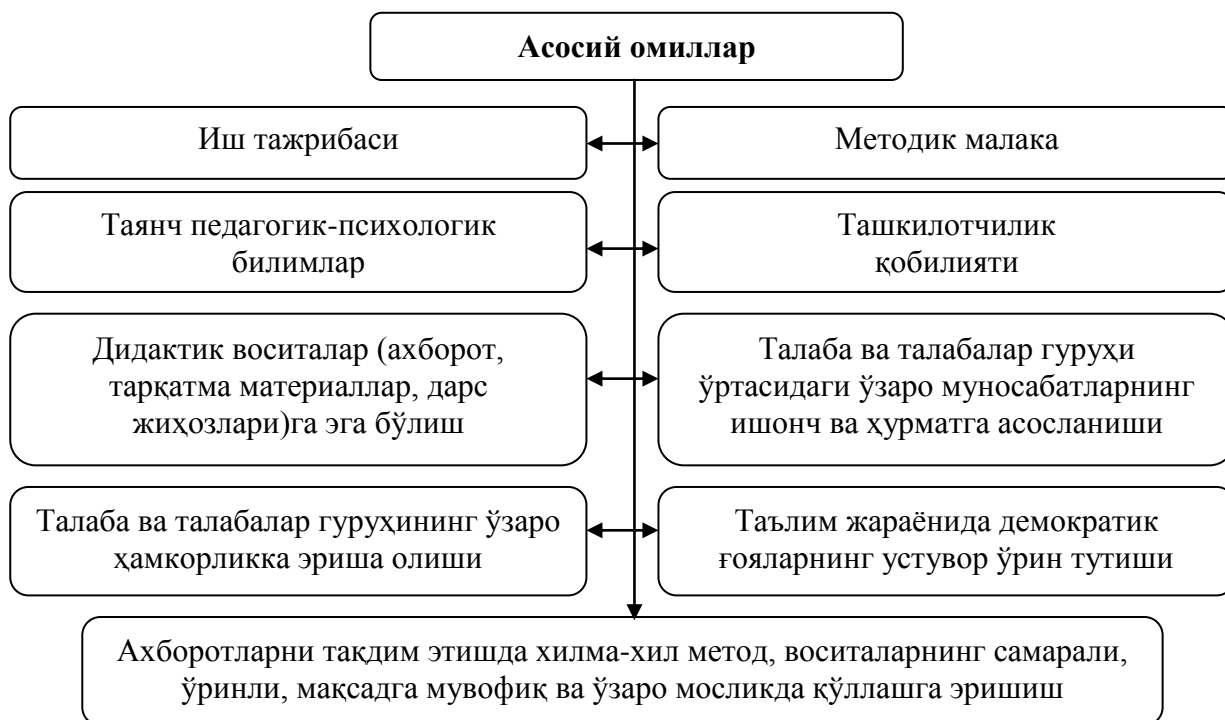 Асосий омиллар
Иш тажрибаси
Методик малака
Таянч педагогик-психологик
билимлар
Ташкилотчилик
қобилияти
Дидактик воситалар (ахборот,
тарқатма материаллар, дарс
жиҳозлари)га эга бўлиш
Талаба ва талабалар гуруҳи
ўртасидаги ўзаро муносабатларнинг
ишонч ва ҳурматга асосланиши
Талаба ва талабалар гуруҳининг ўзаро
ҳамкорликка эриша олиши
Таълим жараёнида демократик
ғояларнинг устувор ўрин тутиши
Ахборотларни тақдим этишда хилма-хил метод, воситаларнинг самарали,
ўринли, мақсадга мувофиқ ва ўзаро мосликда қўллашга эришиш